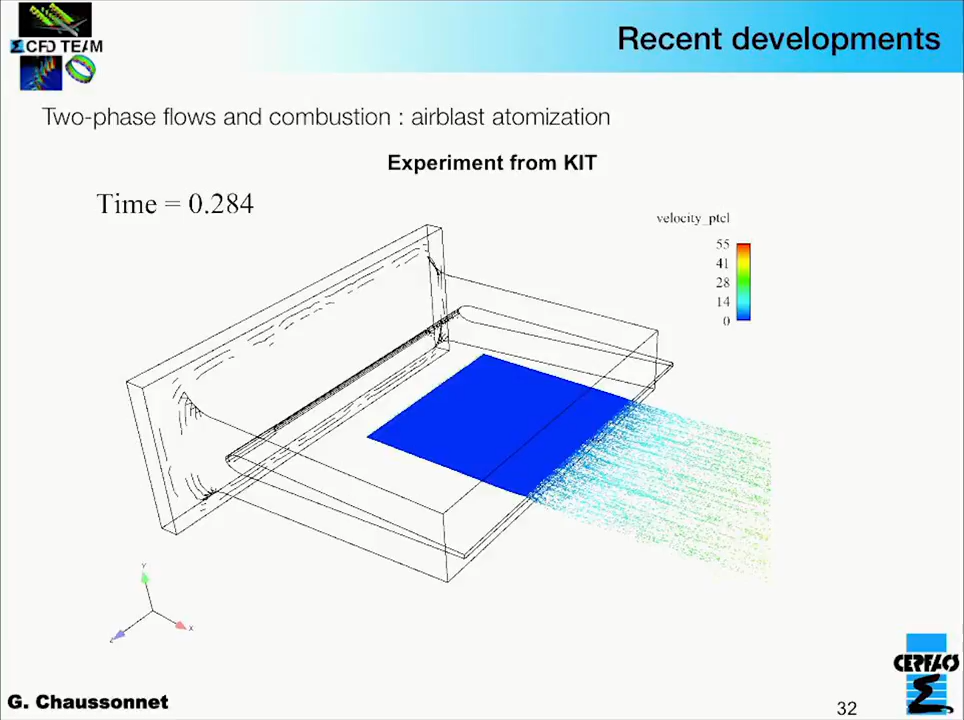 CFD TEAM
Recent developments
Two-phase flows and combustion : airblast atomization
Experiment from KIT
Time = 0.284
velocity_ptcl
55
41
28
14
0
Y
X
Z
CERFACS
G. Chaussonnet
32